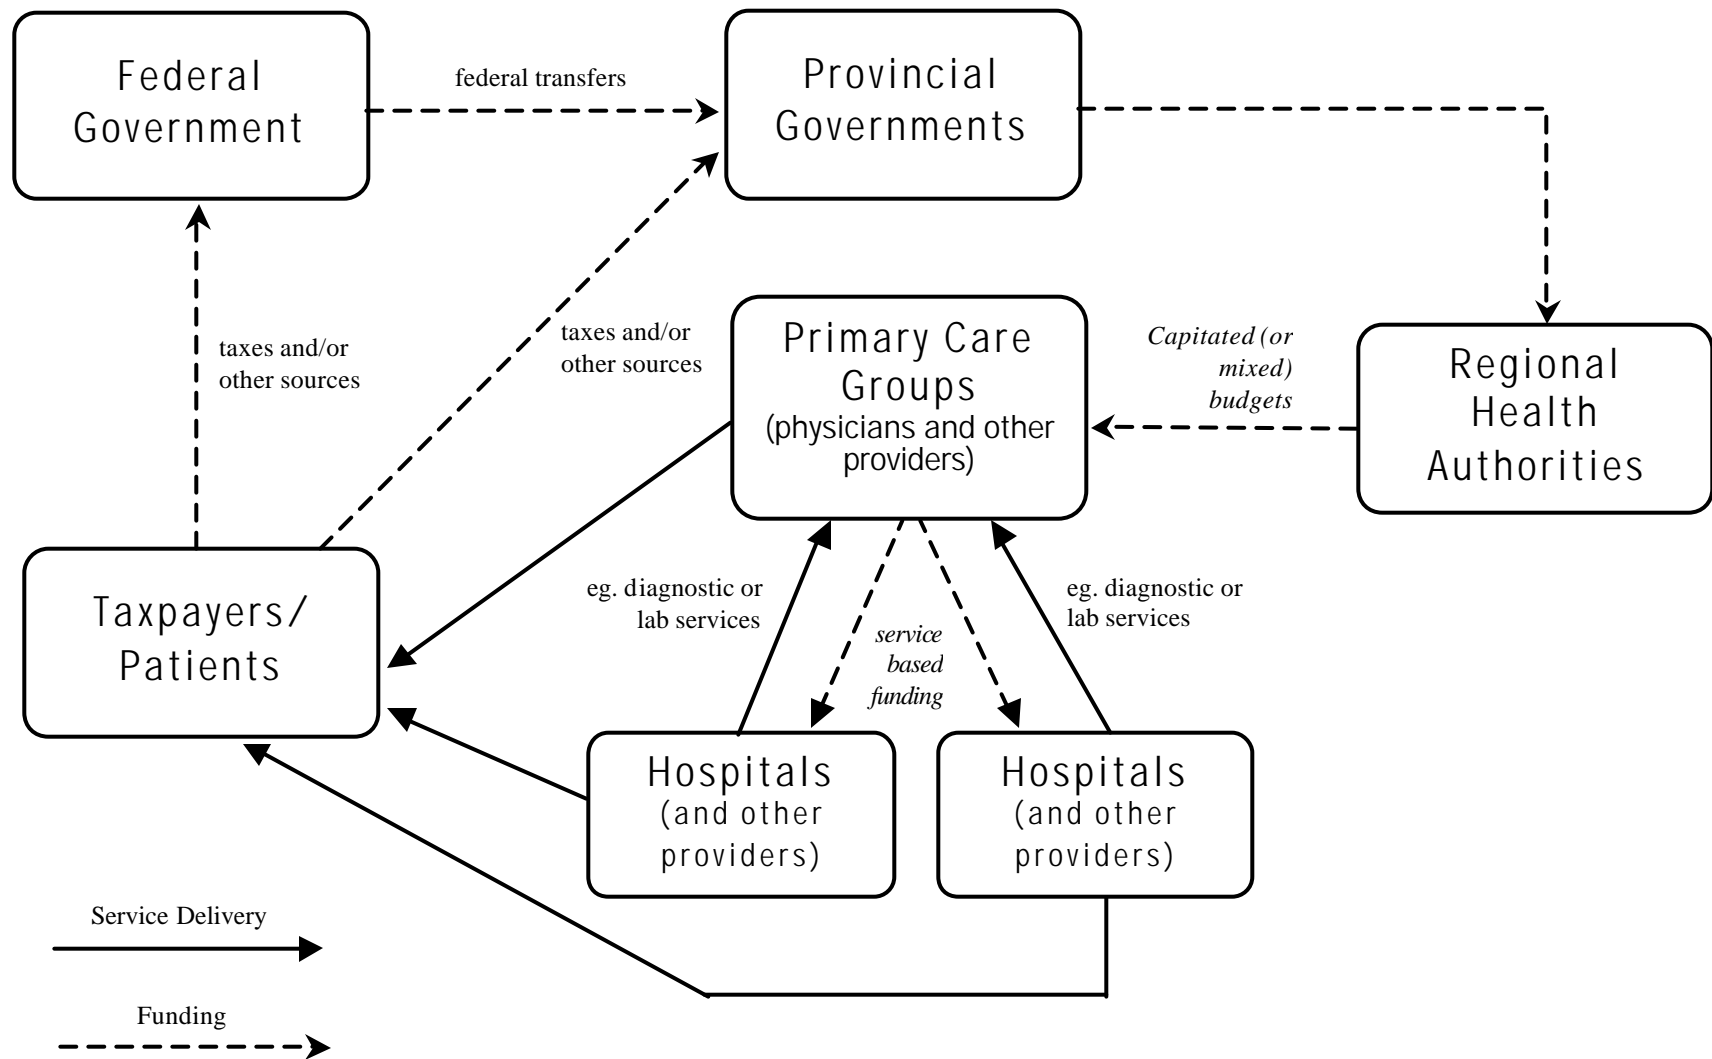 Federal
Government
federal transfers
Provincial
Governments
taxes and/or
other sources
taxes and/or
other sources
Primary Care
Groups
(physicians and other
providers)
Capitated (or
mixed)
budgets
Regional
Health
Authorities
Taxpayers/
Patients
eg. diagnostic or
lab services
service
based
funding
eg. diagnostic or
lab services
Hospitals
(and other
providers)
Hospitals
(and other
providers)
Service Delivery
Funding